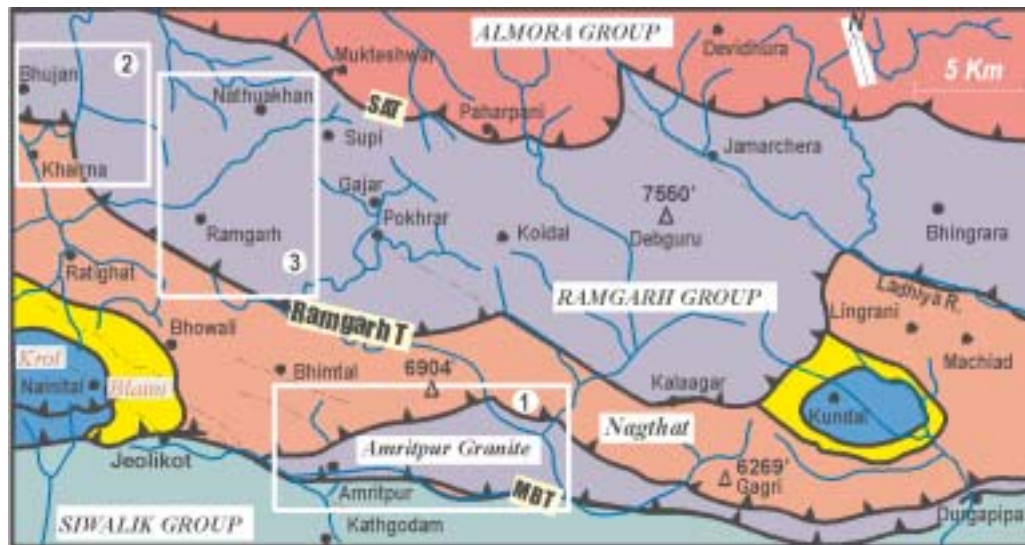 ALMORA GROUP
Devidhura
N
2
Mukteshwar
5 Km
Bhujan
Nathuakhan
SAT
Paharpani
Supi
Jamarchera
Khairna
Gajar
7560'
Pokhrar
Ramgarh
Koidal
Debguru
Bhingrara
3
Ratighat
RAMGARH GROUP
Ladhiya R.
Ramgarh T
Lingrani
Bhowali
Machiad
Krol
6904'
Bhimtal
Kalaagar
Nainital
Blaini
1
Kundal
Nagthat
Amritpur Granite
Jeolikot
6269'
Gagri
Amritpur
MBT
SIWALIK GROUP
Kathgodam
Durgapipal